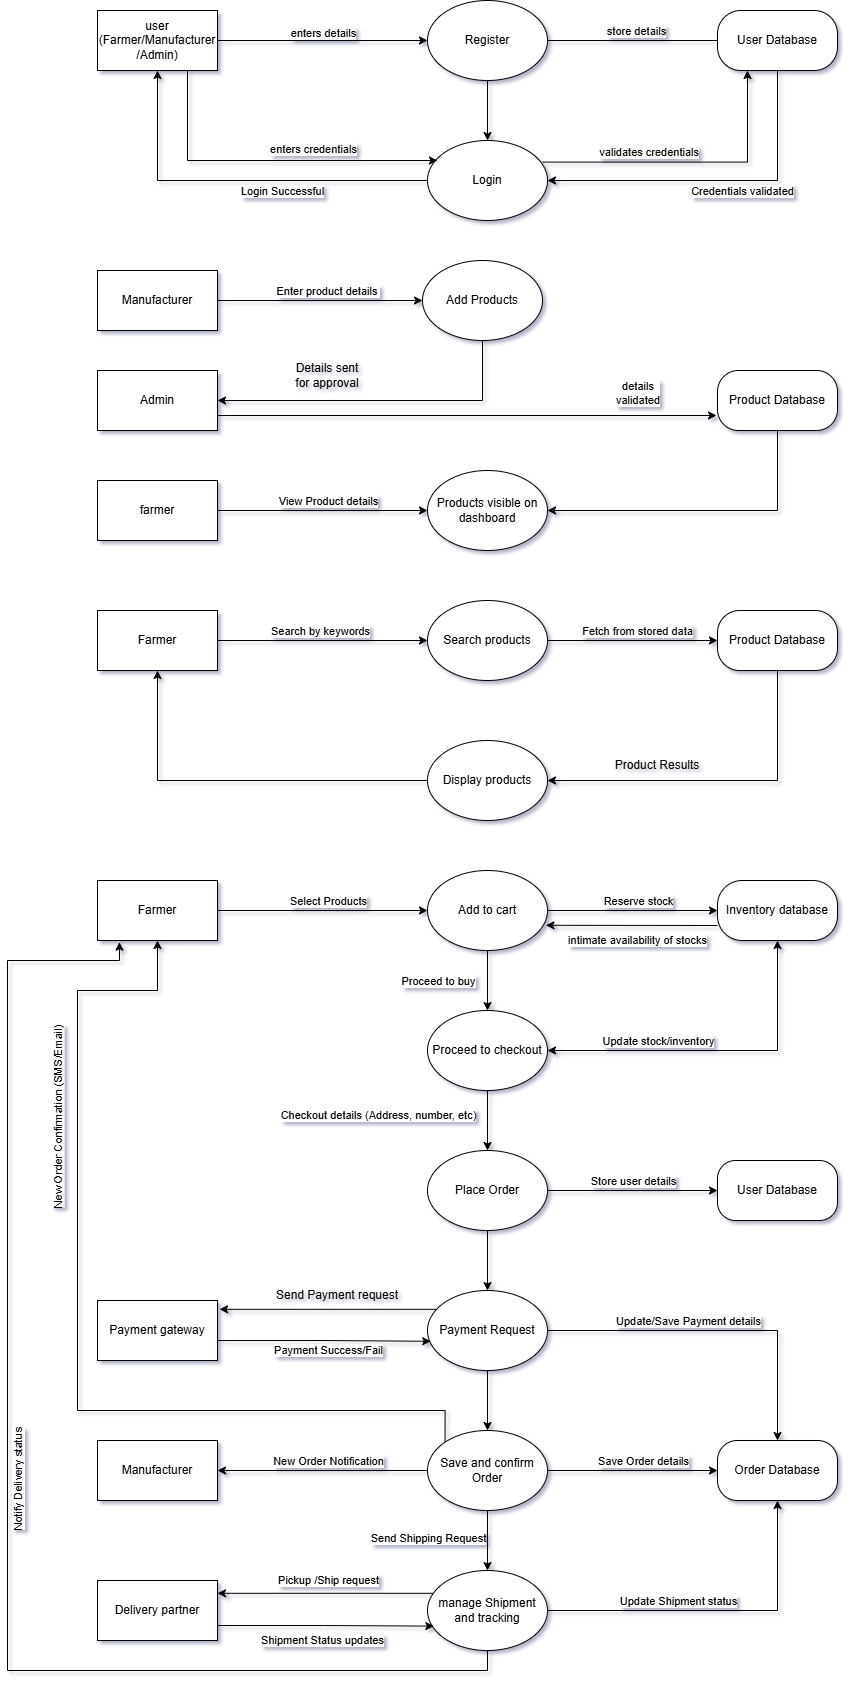 user
(Farmer/Manufacturer
/Admin)
enters details
Register
store details
User Database
enters credentials
validates credentials
Login
Login Successful
Credentials validated
Manufacturer
Enter product details
Add Products
Details sent
for approval
Admin
details
validated
Product Database
farmer
View Product details
Products visible on
dashboard
Farmer
Search by keywords
Search products
Fetch from stored data
Product Database
Display products
Product Results
Farmer
Select Products
Add to cart
Reserve stock
Inventory database
intimate availability of stocks
Proceed to buy
New Order Confirmation (SMS/Email)
Proceed to checkout
Update stock/inventory
Checkout details (Address, number, etc)
Place Order
Store user details
User Database
Send Payment request
Payment gateway
Payment Request
Update/Save Payment details
Payment Success/Fail
Notify Delivery status
Manufacturer
New Order Notification
Save and confirm
Order
Save Order details
Order Database
Send Shipping Request
Delivery partner
Pickup /Ship request
manage Shipment
and tracking
Update Shipment status
Shipment Status updates